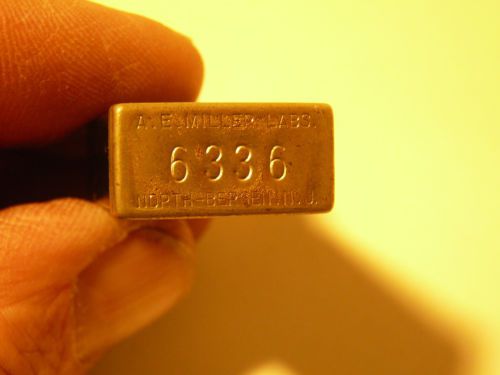 A. E. MILLER LABS.
6336
NORTH-BERGEN, N. J.